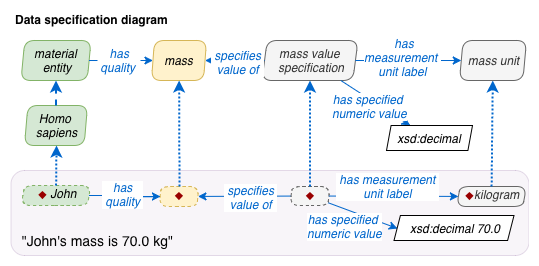 Data specification diagram
material
entity
has
quality
mass
specifies
value of
mass value
specification
has
measurement
unit label
mass unit
Homo
sapiens
has specified
numeric value
xsd:decimal
John
has
quality
specifies
value of
has measurement
unit label
kilogram
has specified
numeric value
xsd:decimal 70.0
"John's mass is 70.0 kg"